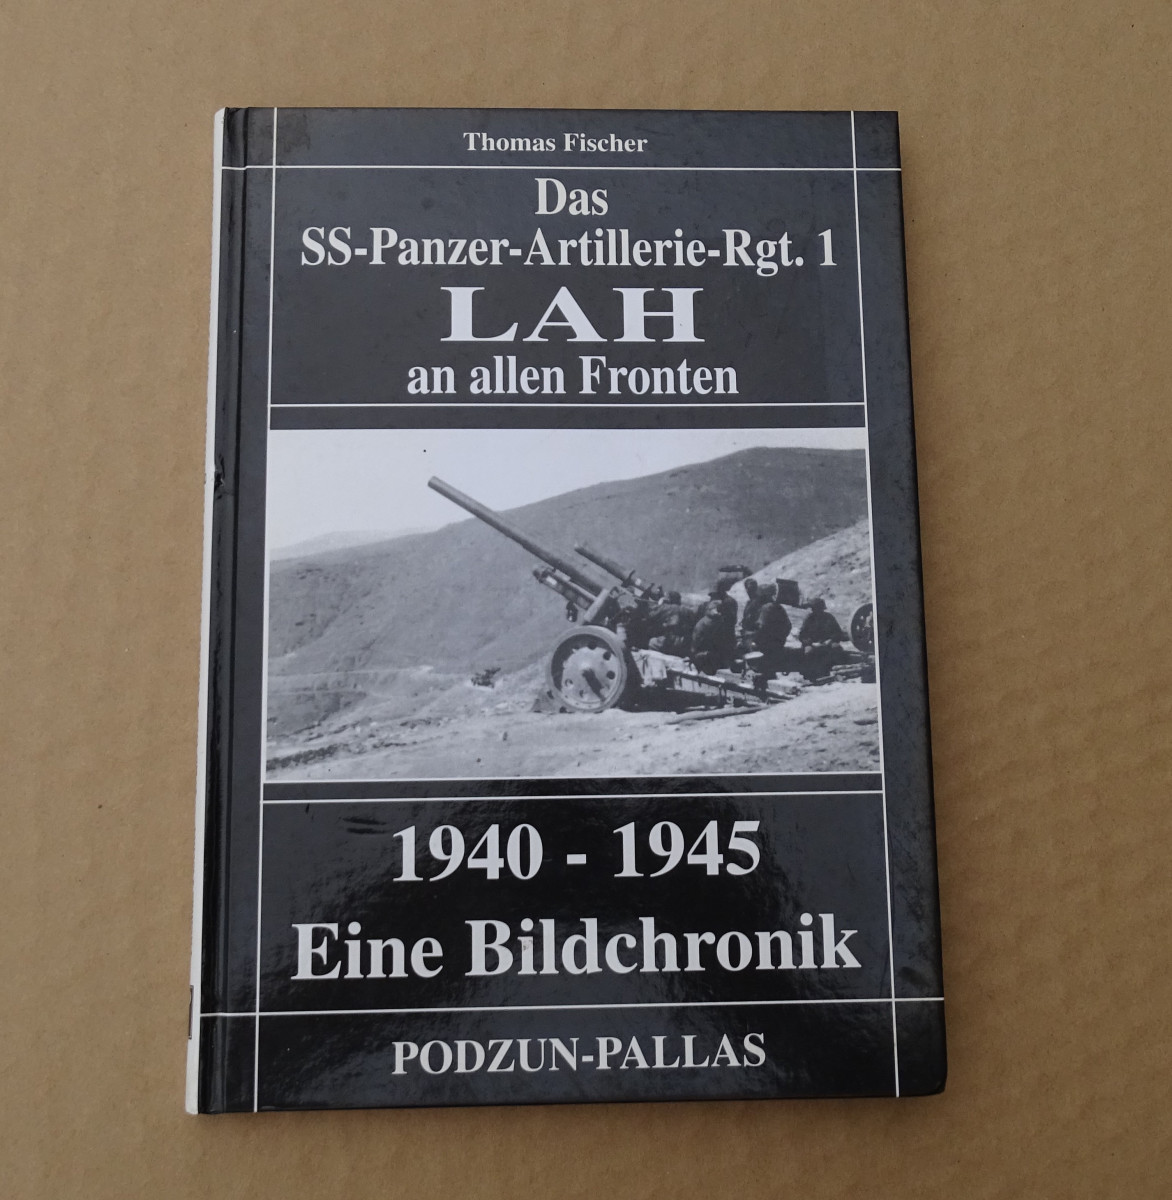 Thomas Fischer
Das
SS-Panzer-Artillerie-Rgt. 1
LAH
an allen Fronten
1940 - 1945
Eine Bildchronik
PODZUN-PALLAS